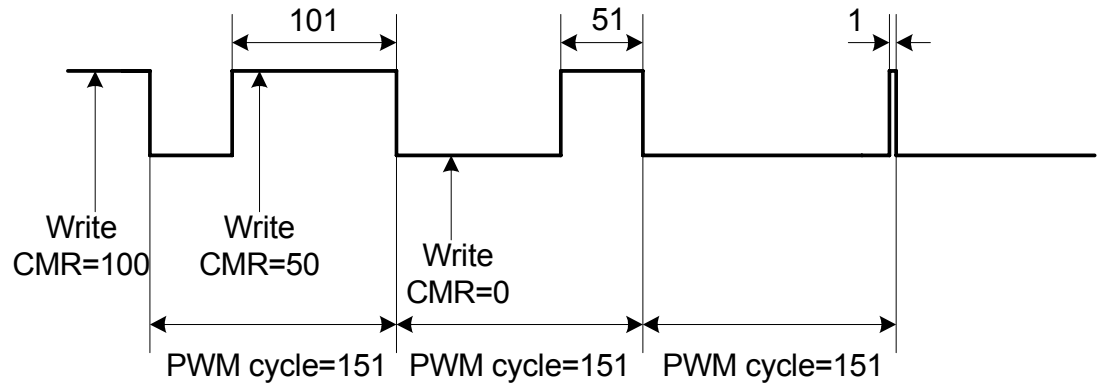 101
51
1
Write
CMR=100
Write
CMR=50
Write
CMR=0
PWM cycle=151
PWM cycle=151
PWM cycle=151